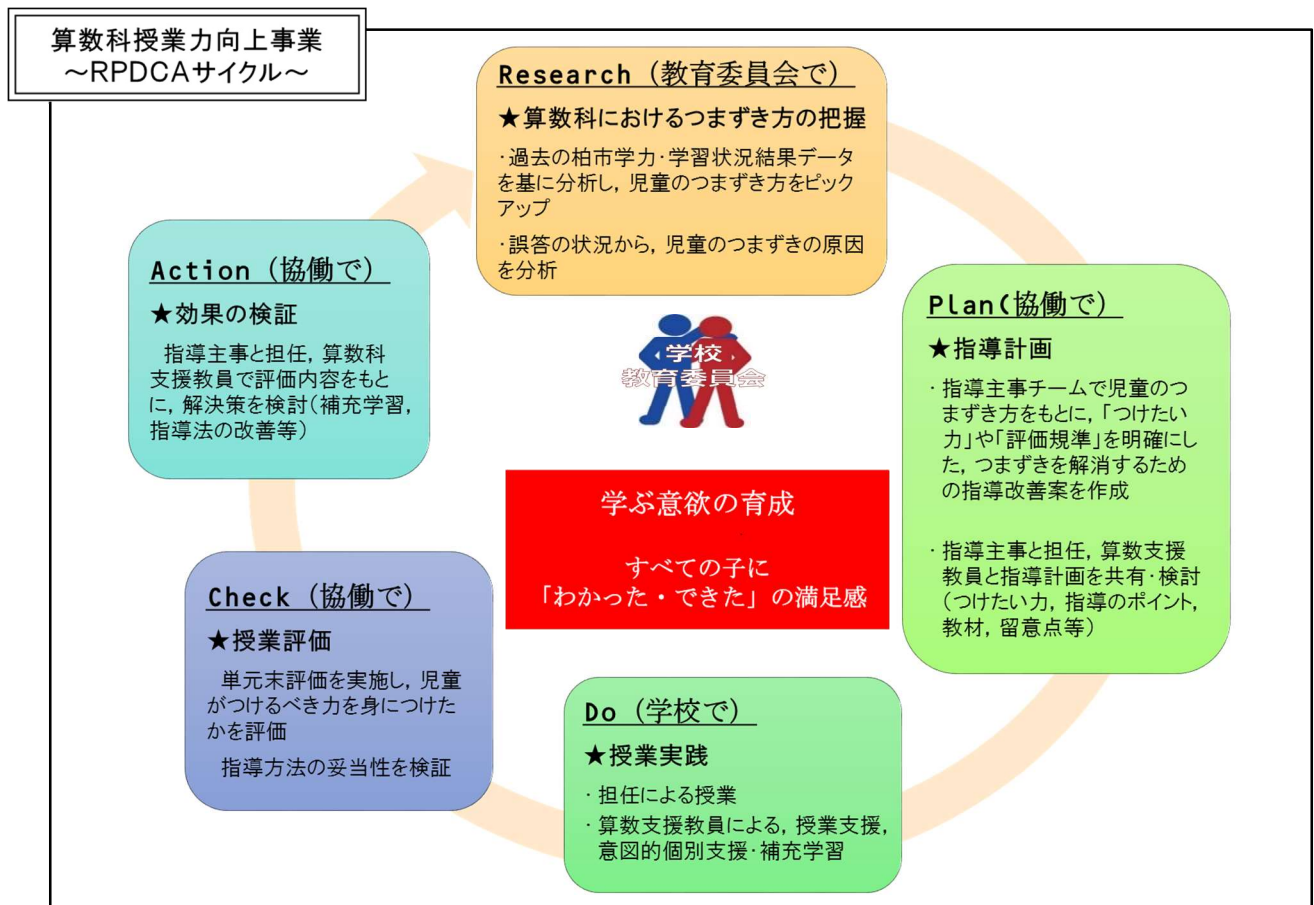 算数科授業力向上事業
～RPDCAサイクル～
Research（教育委員会で）
★算数科におけるつまずき方の把握
・過去の柏市学力・学習状況結果データ
を基に分析し，児童のつまずき方をピック
アップ
・誤答の状況から，児童のつまずきの原因
を分析
Plan(協働で）
★指導計画
・指導主事チームで児童のつ
まずき方をもとに，「つけたい
力」や「評価規準」を明確にし
た，つまずきを解消するため
の指導改善案を作成
・指導主事と担任，算数支援
教員と指導計画を共有・検討
（つけたい力，指導のポイント，
教材，留意点等）
Do（学校で）
★授業実践
・担任による授業
・算数支援教員による，授業支援，
意図的個別支援・補充学習
Check（協働で）
★授業評価
単元末評価を実施し，児童
がつけるべき力を身につけた
かを評価
指導方法の妥当性を検証
Action（協働で）
★効果の検証
指導主事と担任，算数科
支援教員で評価内容をもと
に，解決策を検討（補充学習，
指導法の改善等）
学校
教育委員会
学ぶ意欲の育成
すべての子に
「わかった・できた」の満足感